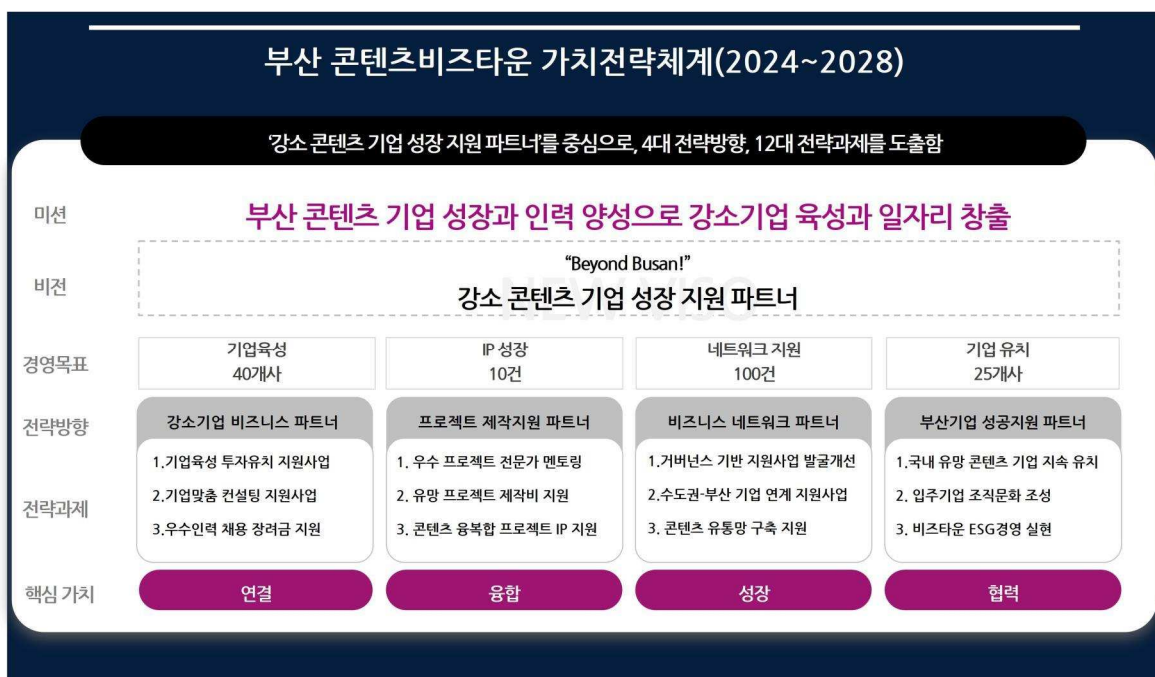 부산 콘텐츠비즈타운 가치전략체계(2024~2028)
'강소 콘텐츠 기업 성장 지원 파트너'를 중심으로, 4대 전략방향, 12대 전략과제를 도출함
미션
부산 콘텐츠 기업 성장과 인력 양성으로 강소기업 육성과 일자리 창출
비전
“Beyond Busan!”
강소 콘텐츠 기업 성장 지원 파트너
경영목표
기업육성
40개사
IP 성장
10건
네트워크 지원
100건
기업 유치
25개사
전략방향
강소기업 비즈니스 파트너
프로젝트 제작지원 파트너
비즈니스 네트워크 파트너
부산기업 성공지원 파트너
전략과제
1.기업육성 투자유치 지원사업
2.기업맞춤 컨설팅 지원사업
3.우수인력 채용 장려금 지원
1. 우수 프로젝트 전문가 멘토링
2. 유망 프로젝트 제작비 지원
3. 콘텐츠 융복합 프로젝트 IP 지원
1.거버넌스 기반 지원사업 발굴개선
2.수도권-부산 기업 연계 지원사업
3. 콘텐츠 유통망 구축 지원
1.국내 유망 콘텐츠 기업 지속 유치
2. 입주기업 조직문화 조성
3. 비즈타운 ESG경영 실현
핵심 가치
연결
융합
성장
협력